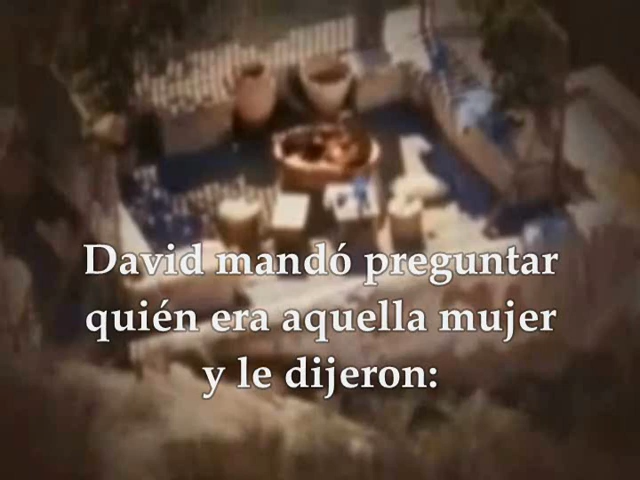 David mandó preguntar
quién era aquella mujer
y le dijeron: